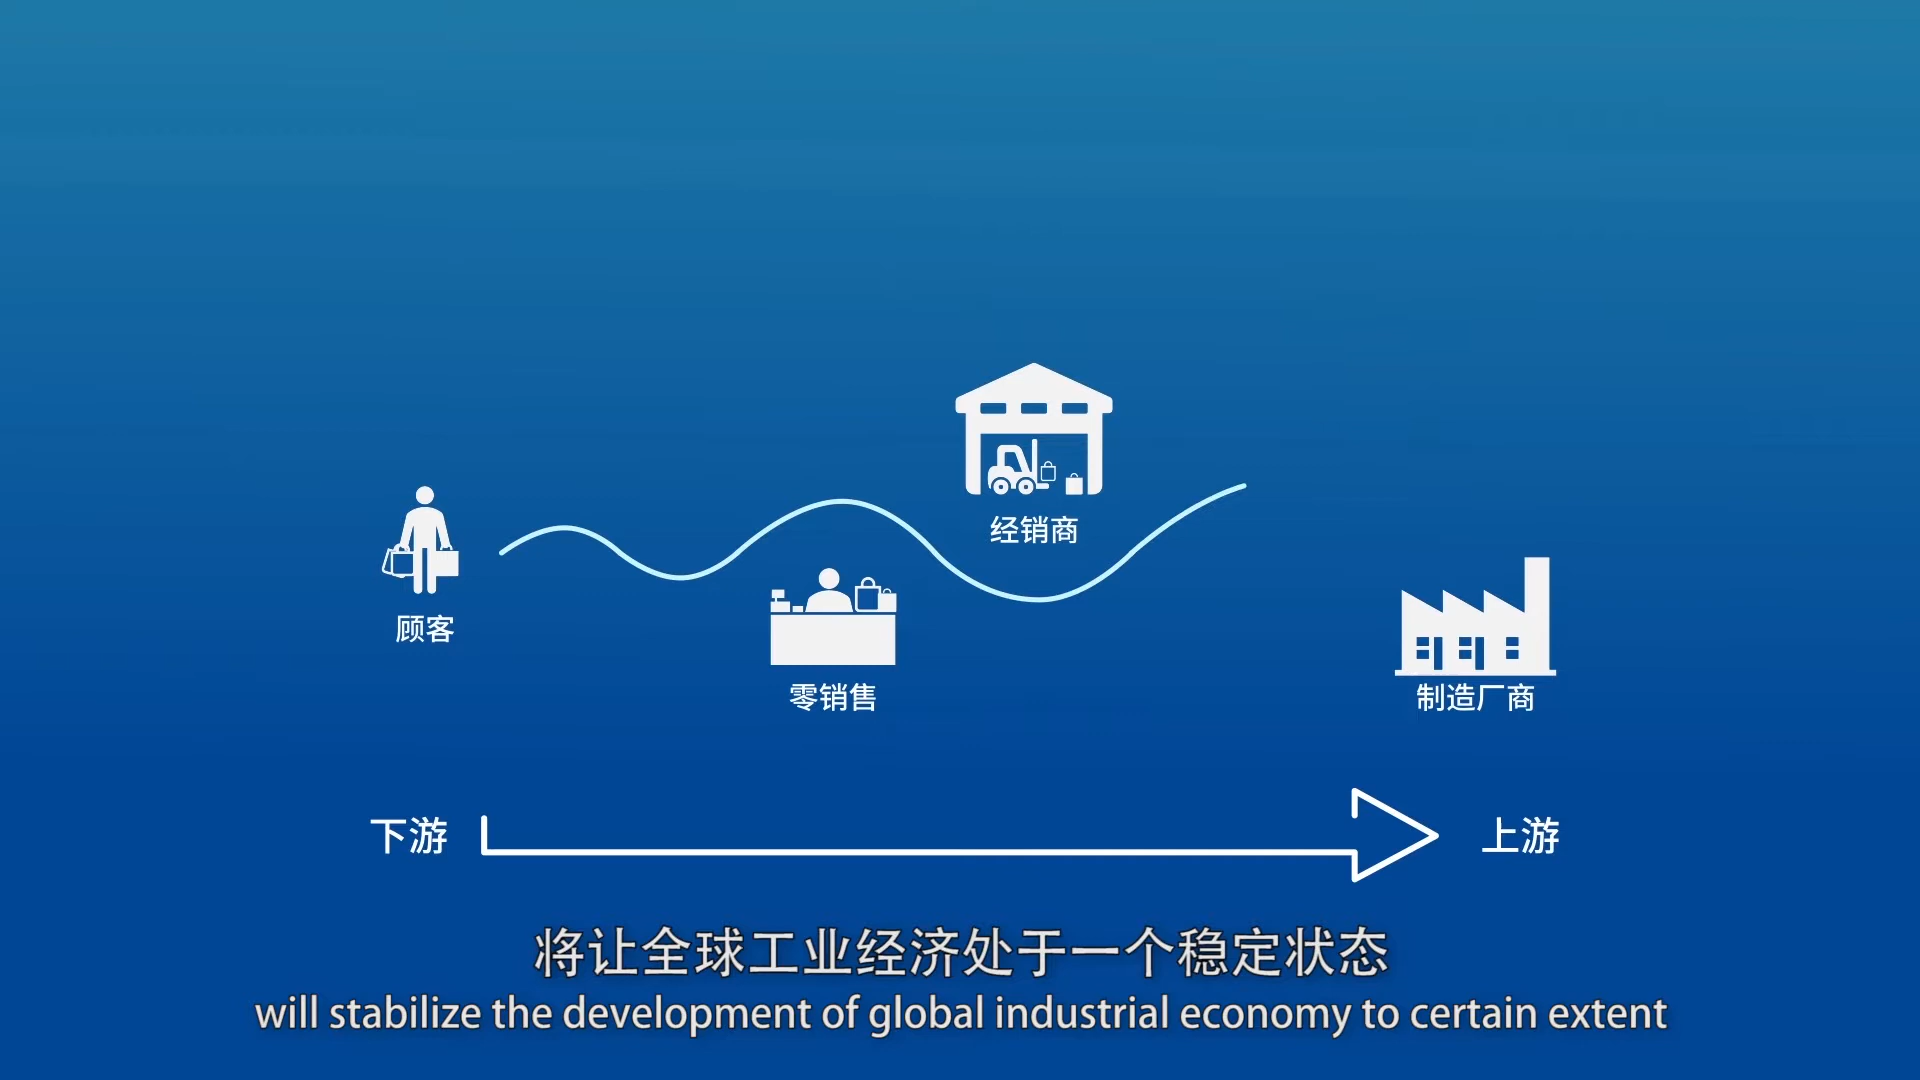 经销商
顾客
零销售
制造厂商
下游
上游
将让全球工业经济处于一个稳定状态
will stabilize the development of global industrial economy to certain extent